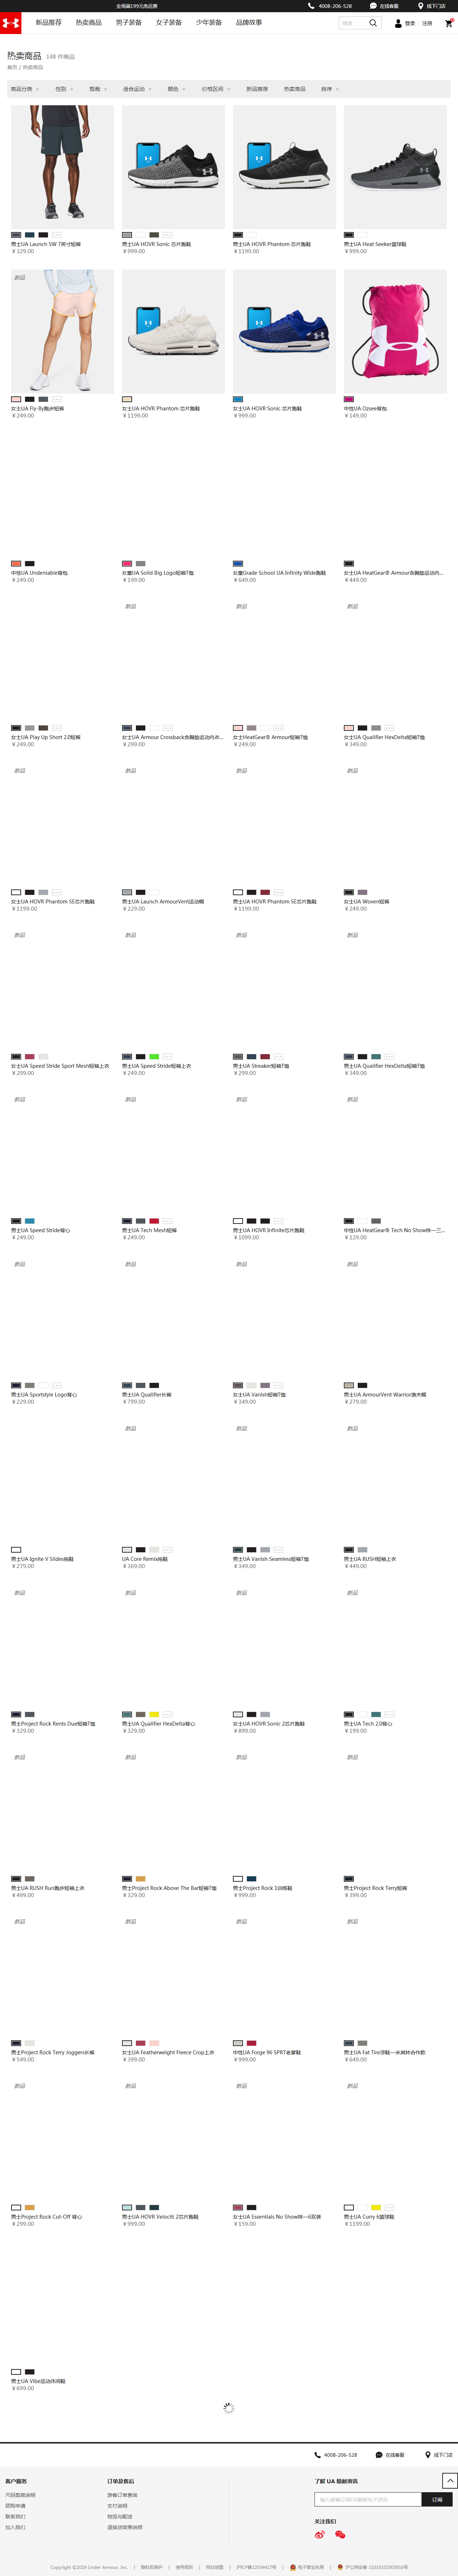 全场满199元免运费
4008-206-528
在线客服
线下门店
新品推荐
热卖商品
男子装备
女子装备
少年装备
品牌故事
搜索
登录
注册
热卖商品 148 件商品
首页 / 热卖商品
商品分类
性别
剪裁
适合运动
颜色
价格区间
新品推荐
热卖商品
排序
男士UA Launch SW 7英寸短裤
￥329.00
男士UA HOVR Sonic 芯片跑鞋
￥999.00
男士UA HOVR Phantom 芯片跑鞋
￥1199.00
男士UA Heat Seeker篮球鞋
￥999.00
新品
女士UA Fly-By跑步短裤
￥249.00
女士UA HOVR Phantom 芯片跑鞋
￥1199.00
女士UA HOVR Sonic 芯片跑鞋
￥999.00
中性UA Ozsee背包
￥149.00
中性UA Undeniable背包
￥249.00
女童UA Solid Big Logo短袖T恤
￥199.00
女童Grade School UA Infinity Wide跑鞋
￥649.00
女士UA HeatGear® Armour含胸垫运动内...
￥449.00
女士UA Play Up Short 2.0短裤
￥249.00
新品
女士UA Armour Crossback含胸垫运动内衣...
￥299.00
新品
女士HeatGear® Armour短袖T恤
￥249.00
新品
女士UA Qualifier HexDelta短袖T恤
￥349.00
新品
女士UA HOVR Phantom SE芯片跑鞋
￥1199.00
新品
男士UA Launch ArmourVent运动帽
￥229.00
新品
男士UA HOVR Phantom SE芯片跑鞋
￥1199.00
新品
女士UA Woven短裤
￥249.00
新品
女士UA Speed Stride Sport Mesh短袖上衣
￥299.00
新品
男士UA Speed Stride短袖上衣
￥249.00
新品
男士UA Streaker短袖T恤
￥299.00
新品
男士UA Qualifier HexDelta短袖T恤
￥349.00
新品
男士UA Speed Stride背心
￥249.00
新品
男士UA Tech Mesh短裤
￥249.00
新品
男士UA HOVR Infinite芯片跑鞋
￥1099.00
新品
中性UA HeatGear® Tech No Show袜—三...
￥129.00
新品
男士UA Sportstyle Logo背心
￥229.00
新品
男士UA Qualifier长裤
￥799.00
新品
女士UA Vanish短袖T恤
￥349.00
新品
男士UA ArmourVent Warrior渔夫帽
￥279.00
男士UA Ignite V Slides拖鞋
￥279.00
新品
UA Core Remix拖鞋
￥369.00
新品
男士UA Vanish Seamless短袖T恤
￥349.00
新品
男士UA RUSH短袖上衣
￥449.00
新品
男士Project Rock Rents Due短袖T恤
￥329.00
新品
男士UA Qualifier HexDelta背心
￥329.00
新品
女士UA HOVR Sonic 2芯片跑鞋
￥899.00
新品
男士UA Tech 2.0背心
￥199.00
新品
男士UA RUSH Run跑步短袖上衣
￥499.00
新品
男士Project Rock Above The Bar短袖T恤
￥329.00
新品
男士Project Rock 1训练鞋
￥999.00
新品
男士Project Rock Terry短裤
￥399.00
新品
男士Project Rock Terry Joggers长裤
￥549.00
新品
女士UA Featherweight Fleece Crop上衣
￥399.00
新品
中性UA Forge 96 SPRT老爹鞋
￥999.00
新品
男士UA Fat Tire凉鞋—米其林合作款
￥649.00
新品
男士Project Rock Cut-Off 背心
￥299.00
新品
男士UA HOVR Velociti 2芯片跑鞋
￥999.00
新品
女士UA Essentials No Show袜—6双装
￥159.00
新品
男士UA Curry 6篮球鞋
￥1199.00
男士UA Vibe运动休闲鞋
￥699.00
4008-206-528
在线客服
线下门店
客户服务
尺码图裁说明
团购申请
联系我们
加入我们
订单及售后
游客订单查询
支付说明
物流与配送
退换货政策说明
了解 UA 最新资讯
输入邮箱订阅UA最新电子资讯
订阅
关注我们
Copyright ©2019 Under Armour, Inc. | 隐私权保护 | 使用规则 | 网站地图 | 沪ICP备12034417号 | 电子营业执照 | 沪公网安备 31010102003916号